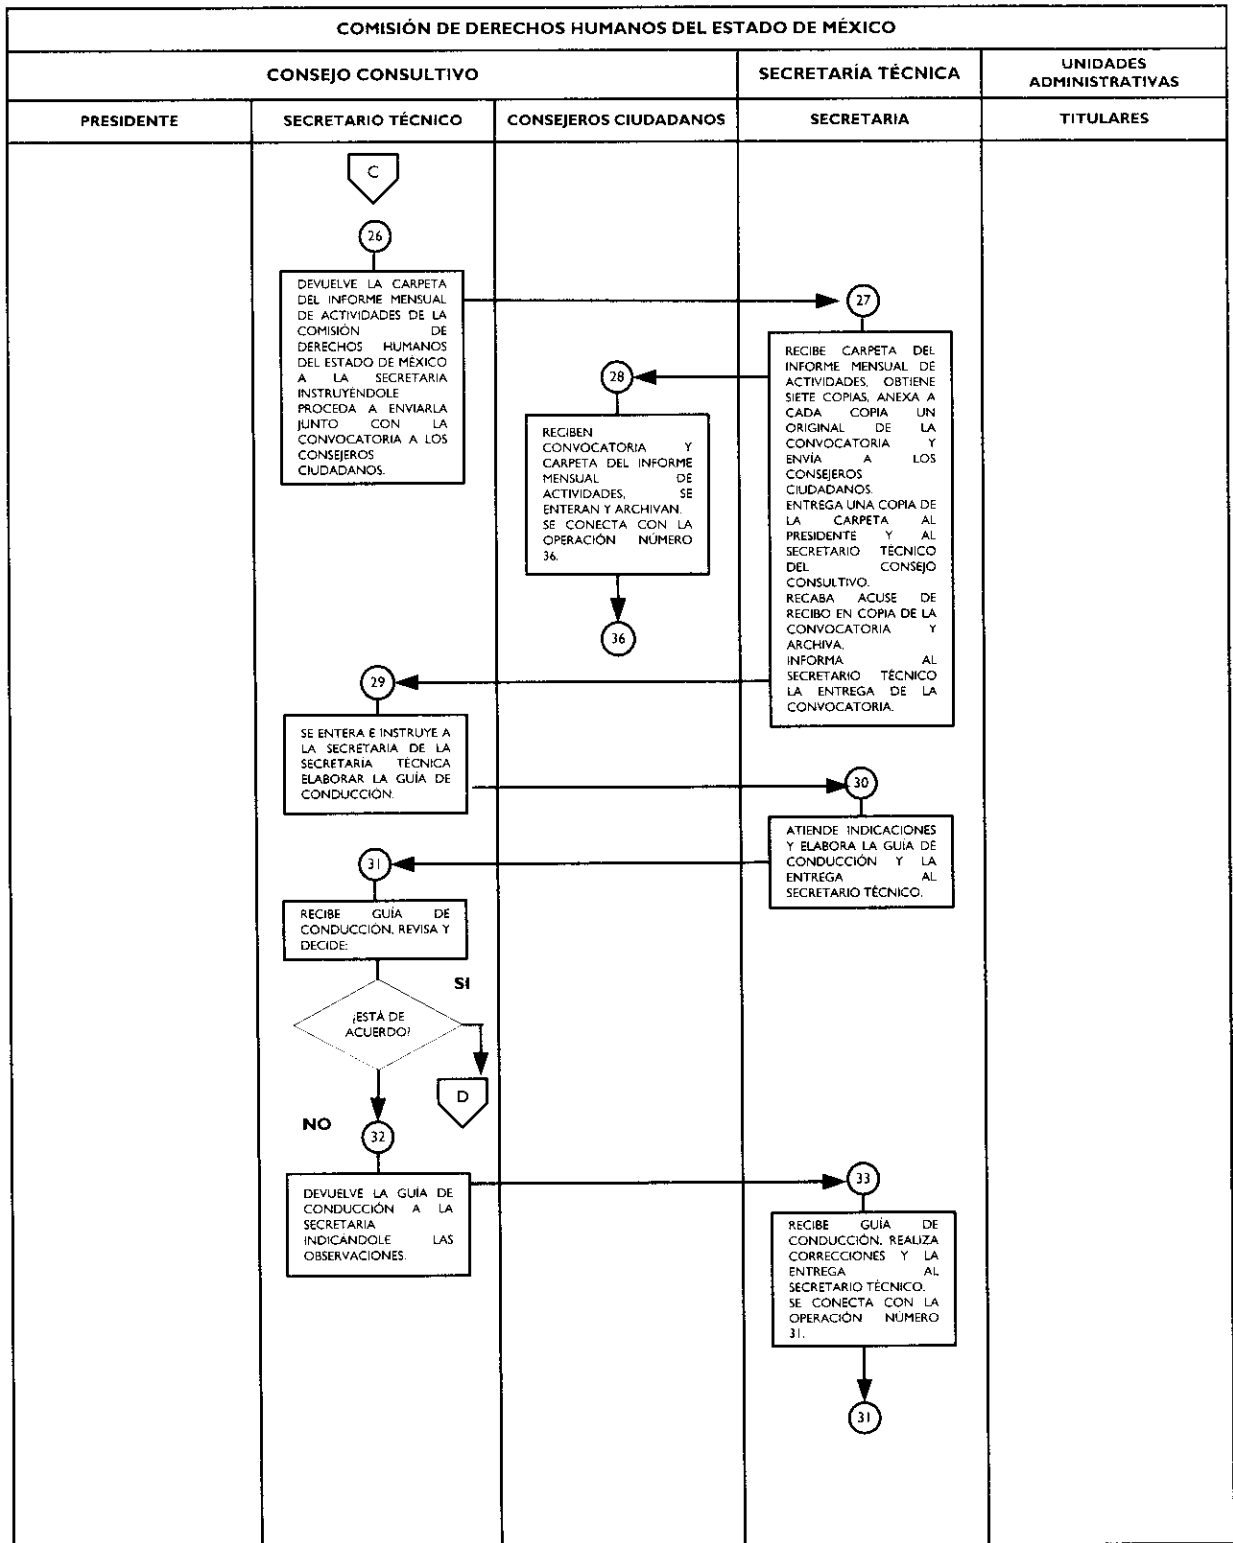 COMISIÓN DE DERECHOS HUMANOS DEL ESTADO DE MÉXICO
CONSEJO CONSULTIVO
SECRETARÍA TÉCNICA
UNIDADES
ADMINISTRATIVAS
PRESIDENTE
SECRETARIO TÉCNICO
CONSEJEROS CIUDADANOS
SECRETARIA
TITULARES
C
26
DEVUELVE LA CARPETA
DEL INFORME MENSUAL
DE ACTIVIDADES DE LA
COMISIÓN DE
DERECHOS HUMANOS
DEL ESTADO DE MÉXICO
A LA SECRETARIA
INSTRUYÉNDOLE
PROCEDA A ENVIARLA
JUNTO CON LA
CONVOCATORIA A LOS
CONSEJEROS
CIUDADANOS.
27
RECIBE CARPETA DEL
INFORME MENSUAL DE
ACTIVIDADES, OBTIENE
SIETE COPIAS, ANEXA A
CADA COPIA UN
ORIGINAL DE LA
CONVOCATORIA Y
ENVÍA A LOS
CONSEJEROS
CIUDADANOS.
ENTREGA UNA COPIA DE
LA CARPETA AL
PRESIDENTE Y AL
SECRETARIO TÉCNICO
DEL CONSEJO
CONSULTIVO.
RECABA ACUSE DE
RECIBO EN COPIA DE LA
CONVOCATORIA Y
ARCHIVA.
INFORMA AL
SECRETARIO TÉCNICO
LA ENTREGA DE LA
CONVOCATORIA.
28
RECIBEN
CONVOCATORIA Y
CARPETA DEL INFORME
MENSUAL DE
ACTIVIDADES, SE
ENTERAN Y ARCHIVAN.
SE CONECTA CON LA
OPERACIÓN NÚMERO
36.
36
29
SE ENTERA E INSTRUYE A
LA SECRETARIA DE LA
SECRETARÍA TÉCNICA
ELABORAR LA GUÍA DE
CONDUCCIÓN.
30
ATIENDE INDICACIONES
Y ELABORA LA GUÍA DE
CONDUCCIÓN Y LA
ENTREGA AL
SECRETARIO TÉCNICO.
31
RECIBE GUÍA DE
CONDUCCIÓN, REVISA Y
DECIDE:
SI
¿ESTÁ DE
ACUERDO?
D
NO
32
DEVUELVE LA GUÍA DE
CONDUCCIÓN A LA
SECRETARIA
INDICÁNDOLE LAS
OBSERVACIONES.
33
RECIBE GUÍA DE
CONDUCCIÓN, REALIZA
CORRECCIONES Y LA
ENTREGA AL
SECRETARIO TÉCNICO.
SE CONECTA CON LA
OPERACIÓN NÚMERO
31.
31